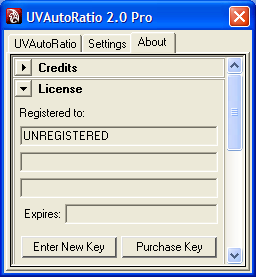 UVAutoRatio 2.0 Pro
UVAutoRatio Settings About
Credits
License
Registered to:
UNREGISTERED
Expires:
Enter New Key Purchase Key